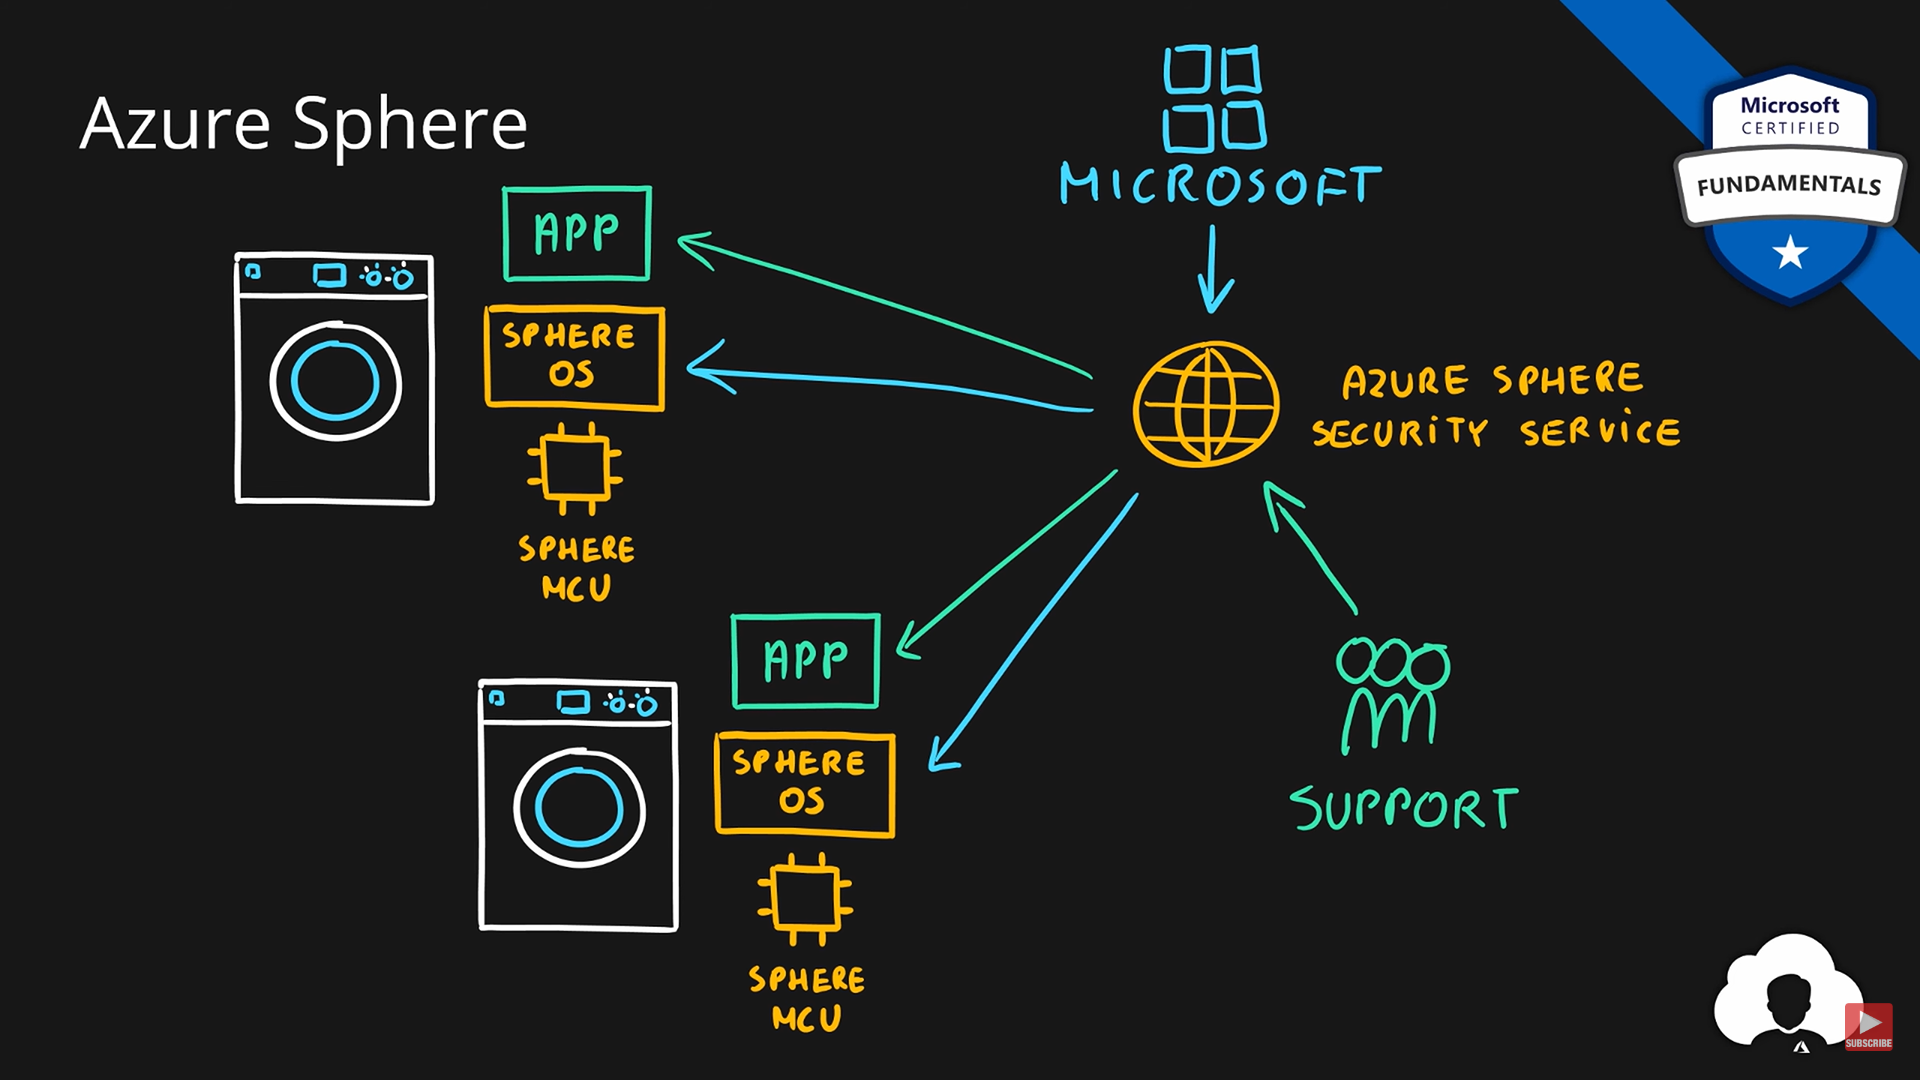 Azure Sphere
MICROSOFT
Microsoft
CERTIFIED
FUNDAMENTALS
APP
SPHERE
OS
SPHERE
MCU
AZURE SPHERE
SECURITY SERVICE
APP
SPHERE
OS
SPHERE
MCU
SUPPORT
SUBSCRIBE